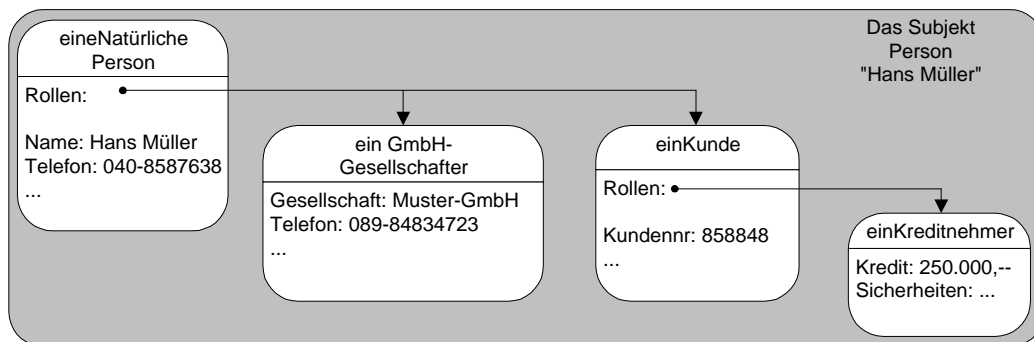 eineNatürliche
Person
Rollen:
Name: Hans Müller
Telefon: 040-8587638
...
Das Subjekt
Person
"Hans Müller"
ein GmbH-
Gesellschafter
Gesellschaft: Muster-GmbH
Telefon: 089-84834723
...
einKunde
Rollen:
Kundennr: 858848
...
einKreditnehmer
Kredit: 250.000,--
Sicherheiten: ...